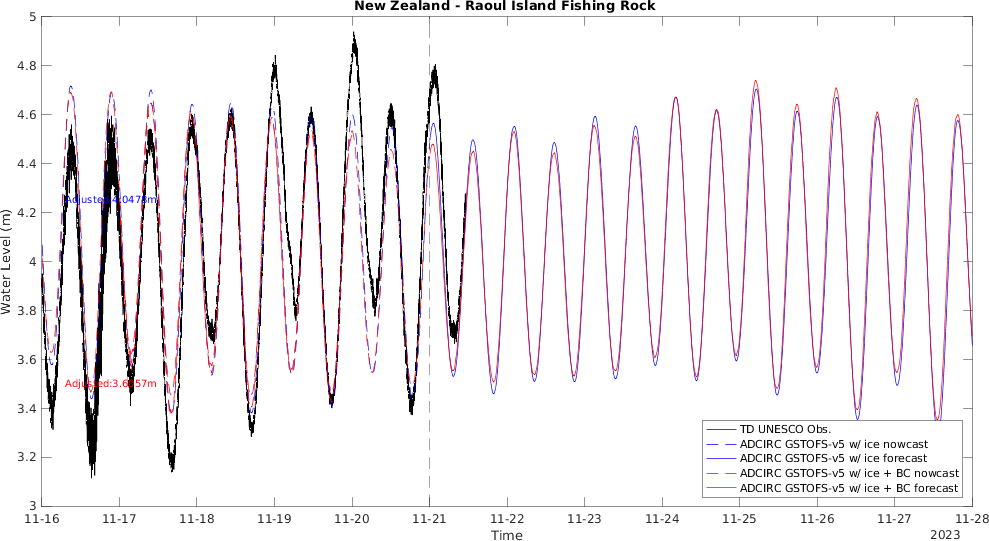 New Zealand - Raoul Island Fishing Rock
5
4.8
4.6
4.4
4.2
4
3.8
3.6
3.4
3.2
3
Water Level (m)
TD UNESCO Obs.
ADCIRC GSTOFS-v5 w/ ice nowcast
ADCIRC GSTOFS-v5 w/ ice forecast
ADCIRC GSTOFS-v5 w/ ice + BC nowcast
ADCIRC GSTOFS-v5 w/ ice + BC forecast
11-16 11-17 11-18 11-19 11-20 11-21 11-22 11-23 11-24 11-25 11-26 11-27 11-28
Time
2023